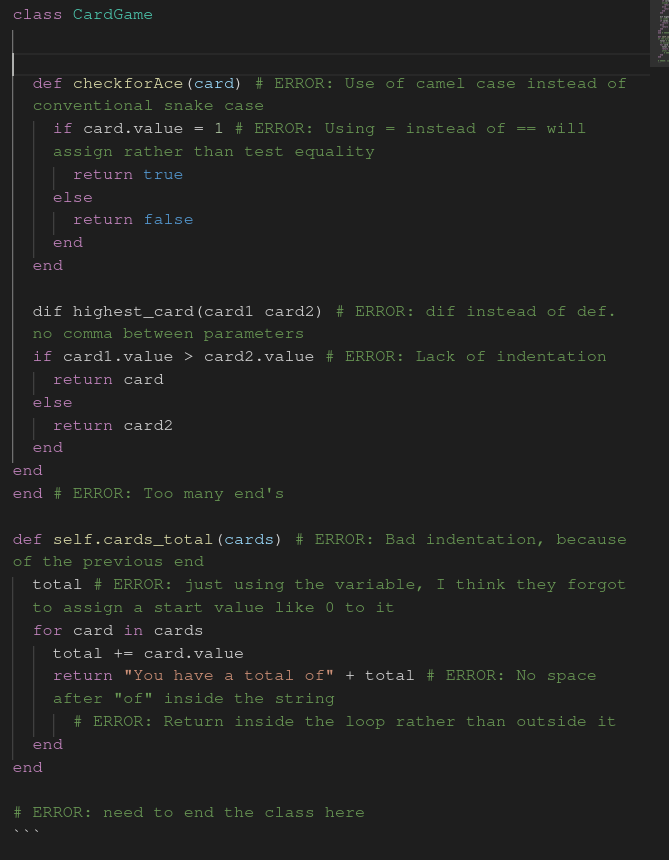 class CardGame
def checkforAce(card) # ERROR: Use of camel case instead of
conventional snake case
if card.value = 1 # ERROR: Using = instead of == will
assign rather than test equality
return true
else
return false
end
end
dif highest_card(card1 card2) # ERROR: dif instead of def.
no comma between parameters
if card1.value > card2.value # ERROR: Lack of indentation
return card
else
return card2
end
end
end # ERROR: Too many end's
def self.cards_total(cards) # ERROR: Bad indentation, because
of the previous end
total # ERROR: just using the variable, I think they forgot
to assign a start value like 0 to it
for card in cards
total += card.value
return "You have a total of" + total # ERROR: No space
after "of" inside the string
# ERROR: Return inside the loop rather than outside it
end
end
# ERROR: need to end the class here
```